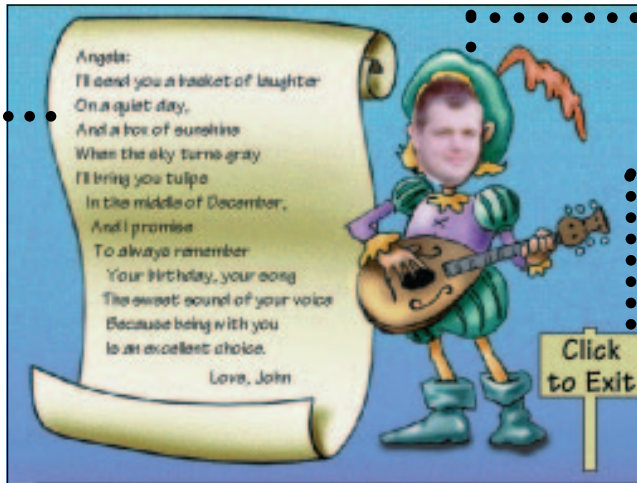 Angela:
I'll send you a basket of laughter
On a quiet day,
And a box of sunshine
When the sky turns gray
I'll bring you tulips
In the middle of December,
And I promise
To always remember
Your birthday, your song
The sweet sound of your voice
Because being with you
Is an excellent choice.
Love, John
Click
to Exit